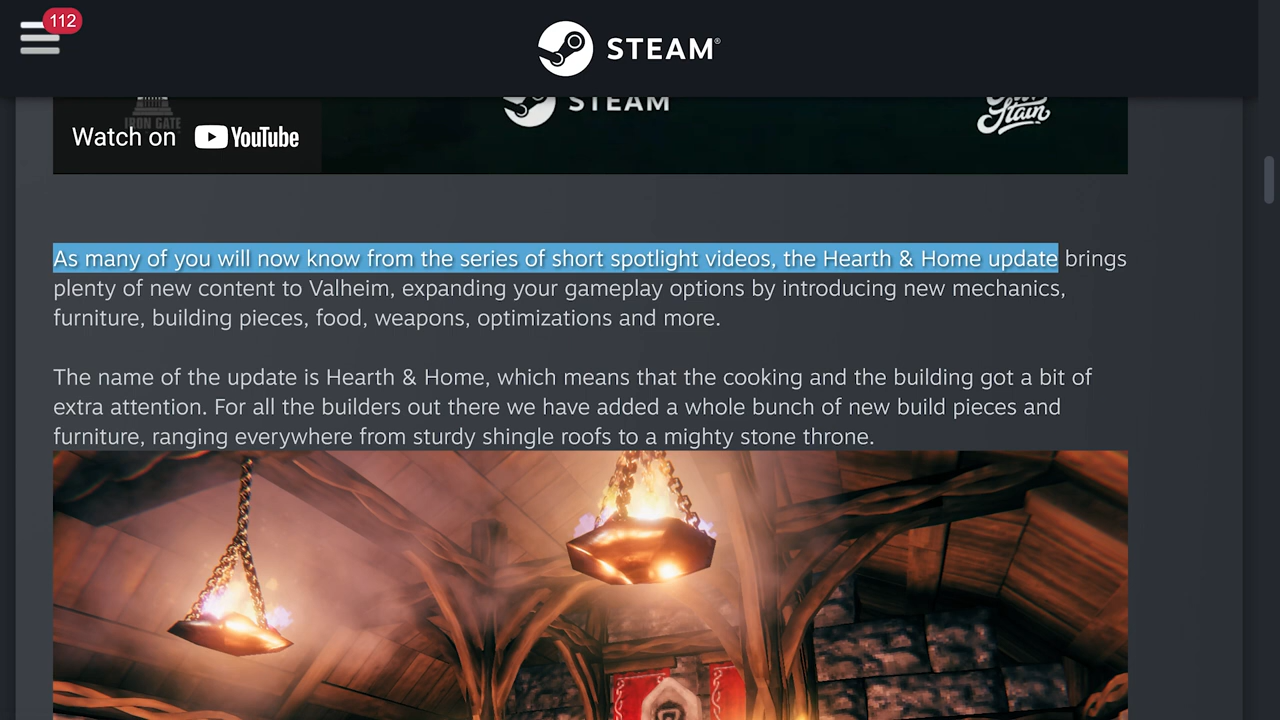 112
STEAM®
IRON GATE
STEAM
Stain
Watch on YouTube
As many of you will now know from the series of short spotlight videos, the Hearth & Home update brings
plenty of new content to Valheim, expanding your gameplay options by introducing new mechanics,
furniture, building pieces, food, weapons, optimizations and more.
The name of the update is Hearth & Home, which means that the cooking and the building got a bit of
extra attention. For all the builders out there we have added a whole bunch of new build pieces and
furniture, ranging everywhere from sturdy shingle roofs to a mighty stone throne.